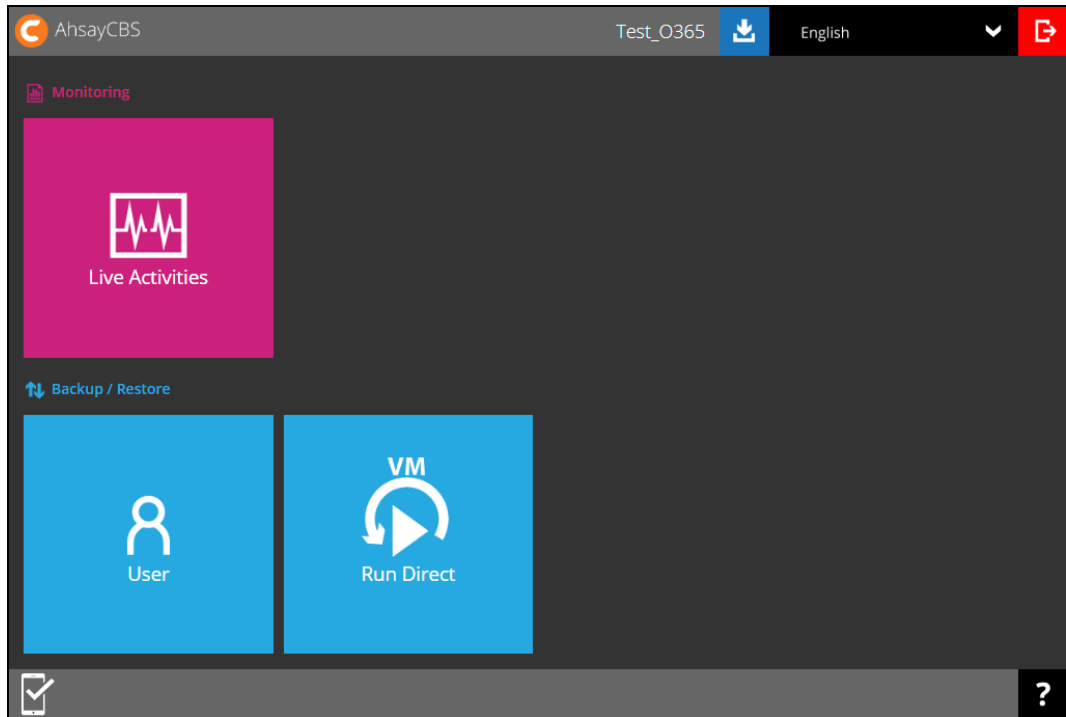 AhsayCBS
Test_O365
English
Monitoring
Live Activities
Backup / Restore
User
VM
Run Direct
?